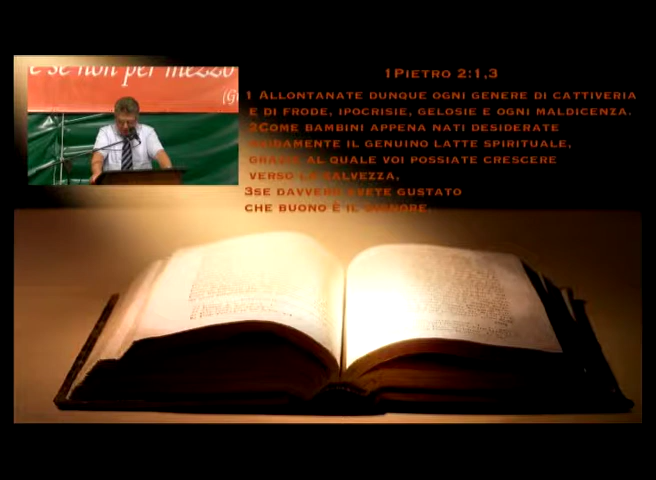 e se non per mezzo
(G
1Pietro 2:1,3
1 Allontanate dunque ogni genere di cattiveria
e di frode, ipocrisie, gelosie e ogni maldicenza.
2Come bambini appena nati desiderate
avidamente il genuino latte spirituale,
grazie al quale voi possiate crescere
verso la salvezza,
3se davvero avete gustato
che buono è il Signore.